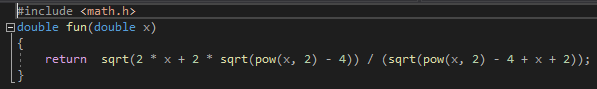 #include <math.h>
double fun(double x)
{
    return  sqrt(2 * x + 2 * sqrt(pow(x, 2) - 4)) / (sqrt(pow(x, 2) - 4 + x + 2));
}